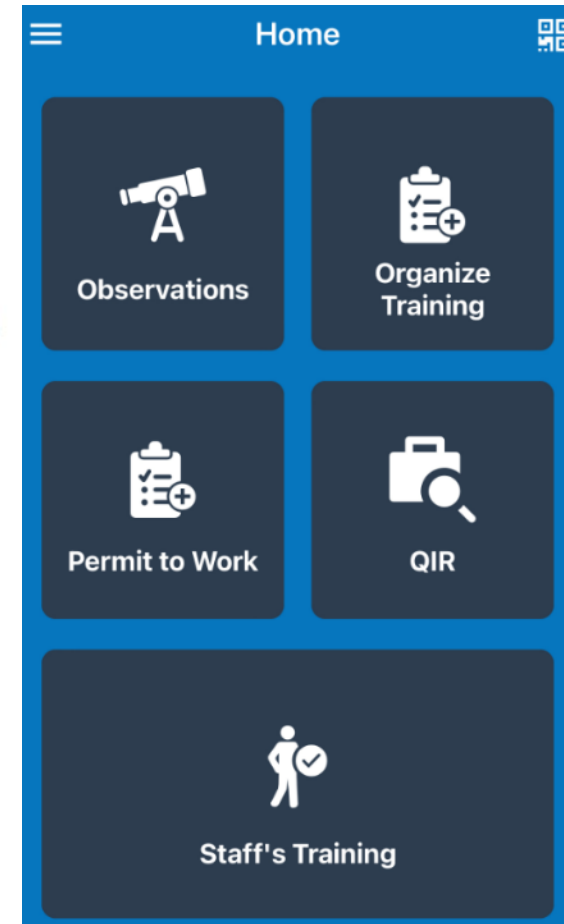 Home
Observations
Organize
Training
Permit to Work
QIR
Staff's Training